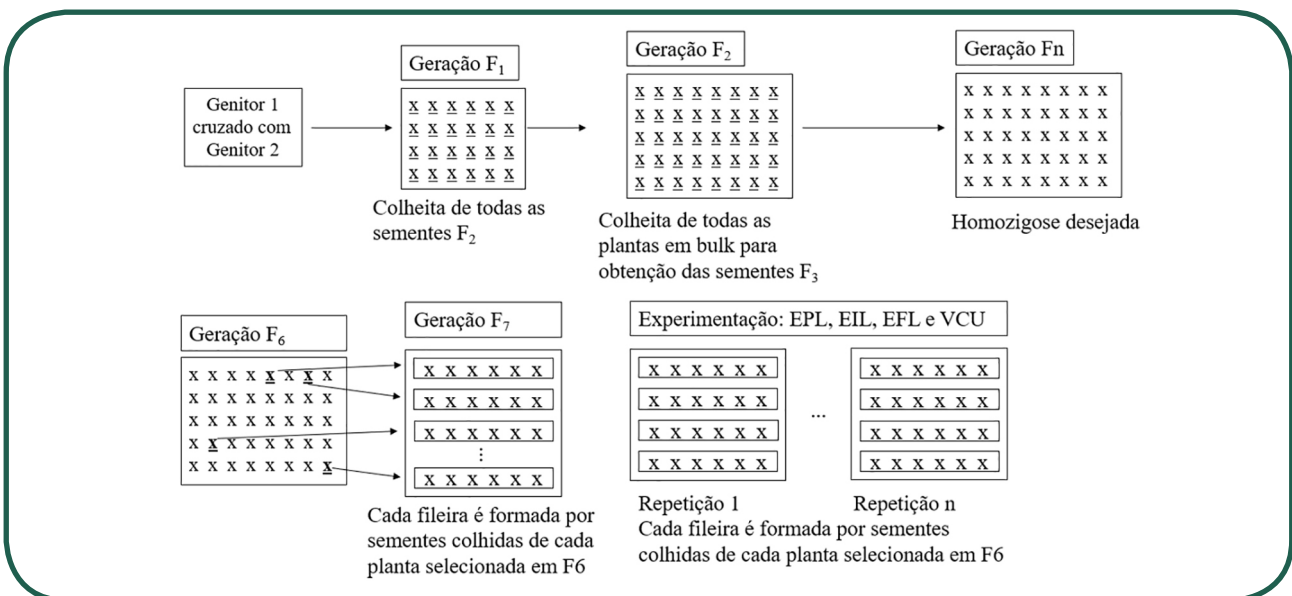 Genitor 1
cruzado com
Genitor 2
Geração F₁
x x x x x x
x x x x x x
x x x x x x
x x x x x x
Colheita de todas as
sementes F₂
Geração F₂
x x x x x x x x
x x x x x x x x
x x x x x x x x
x x x x x x x x
x x x x x x x x
Colheita de todas as
plantas em bulk para
obtenção das sementes F₃
Geração Fn
x x x x x x x x
x x x x x x x x
x x x x x x x x
x x x x x x x x
x x x x x x x x
Homozigose desejada
Geração F₆
x x x x x x x x
x x x x x x x x
x x x x x x x x
x x x x x x x x
x x x x x x x x
Geração F₇
x x x x x x
x x x x x x
x x x x x x
⋮
x x x x x x
Cada fileira é formada por
sementes colhidas de cada
planta selecionada em F6
Experimentação: EPL, EIL, EFL e VCU
x x x x x x
x x x x x x
x x x x x x
x x x x x x
Repetição 1
...
x x x x x x
x x x x x x
x x x x x x
x x x x x x
Repetição n
Cada fileira é formada por sementes
colhidas de cada planta selecionada em F6